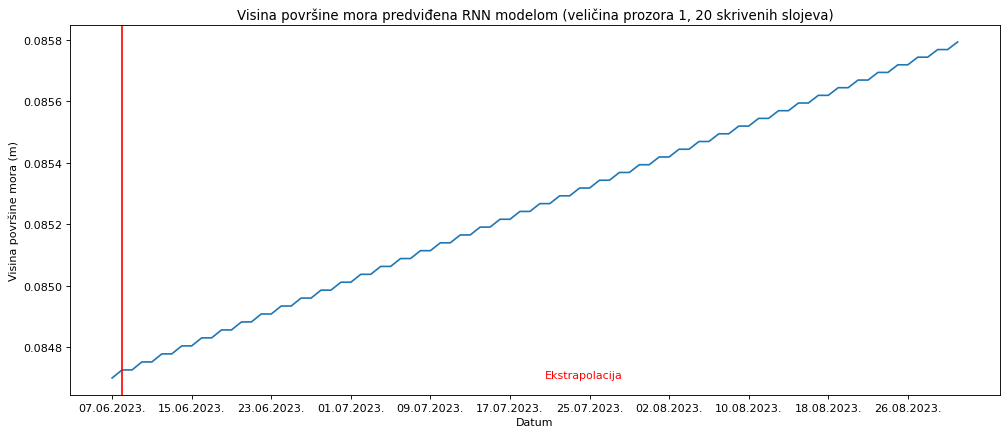 Visina površine mora predviđena RNN modelom (veličina prozora 1, 20 skrivenih slojeva)
Visina površine mora (m)
0.0858
0.0856
0.0854
0.0852
0.0850
0.0848
Ekstrapolacija
07.06.2023. 15.06.2023. 23.06.2023. 01.07.2023. 09.07.2023. 17.07.2023. 25.07.2023. 02.08.2023. 10.08.2023. 18.08.2023. 26.08.2023.
Datum